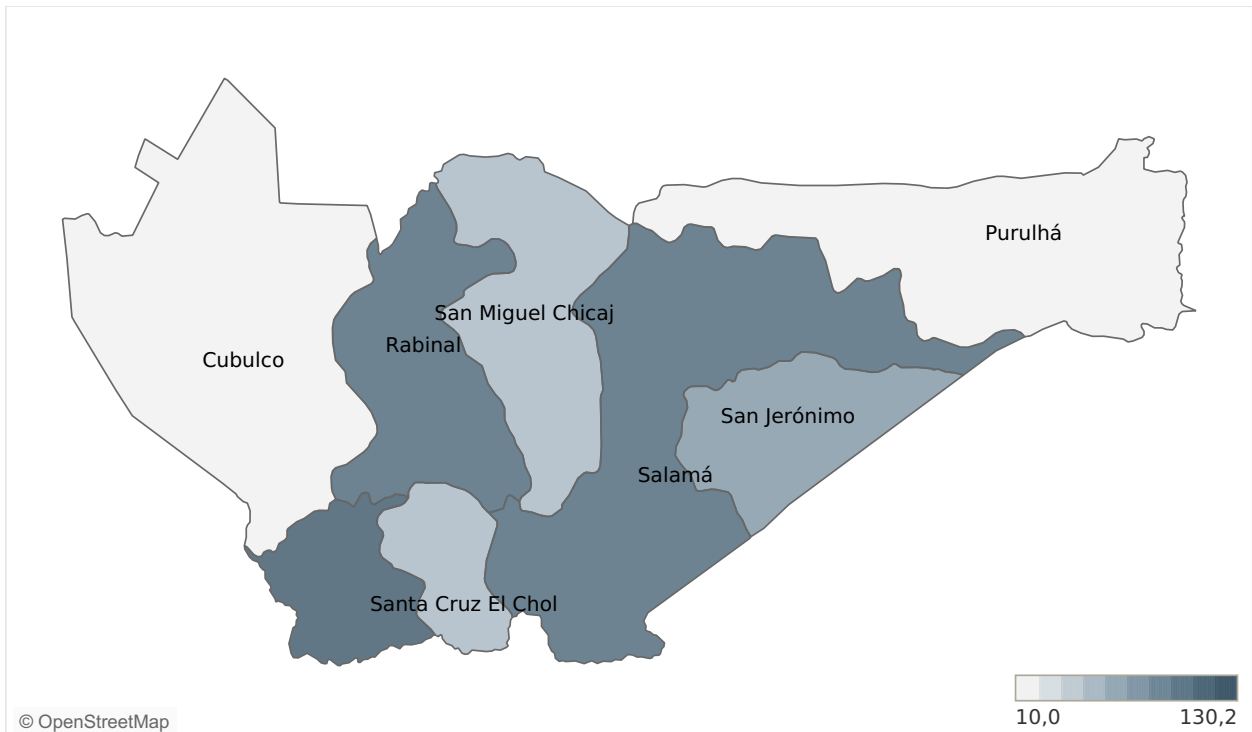 Purulhá
San Miguel Chicaj
Rabinal
Cubulco
San Jerónimo
Salamá
Santa Cruz El Chol
10,0
130,2
© OpenStreetMap